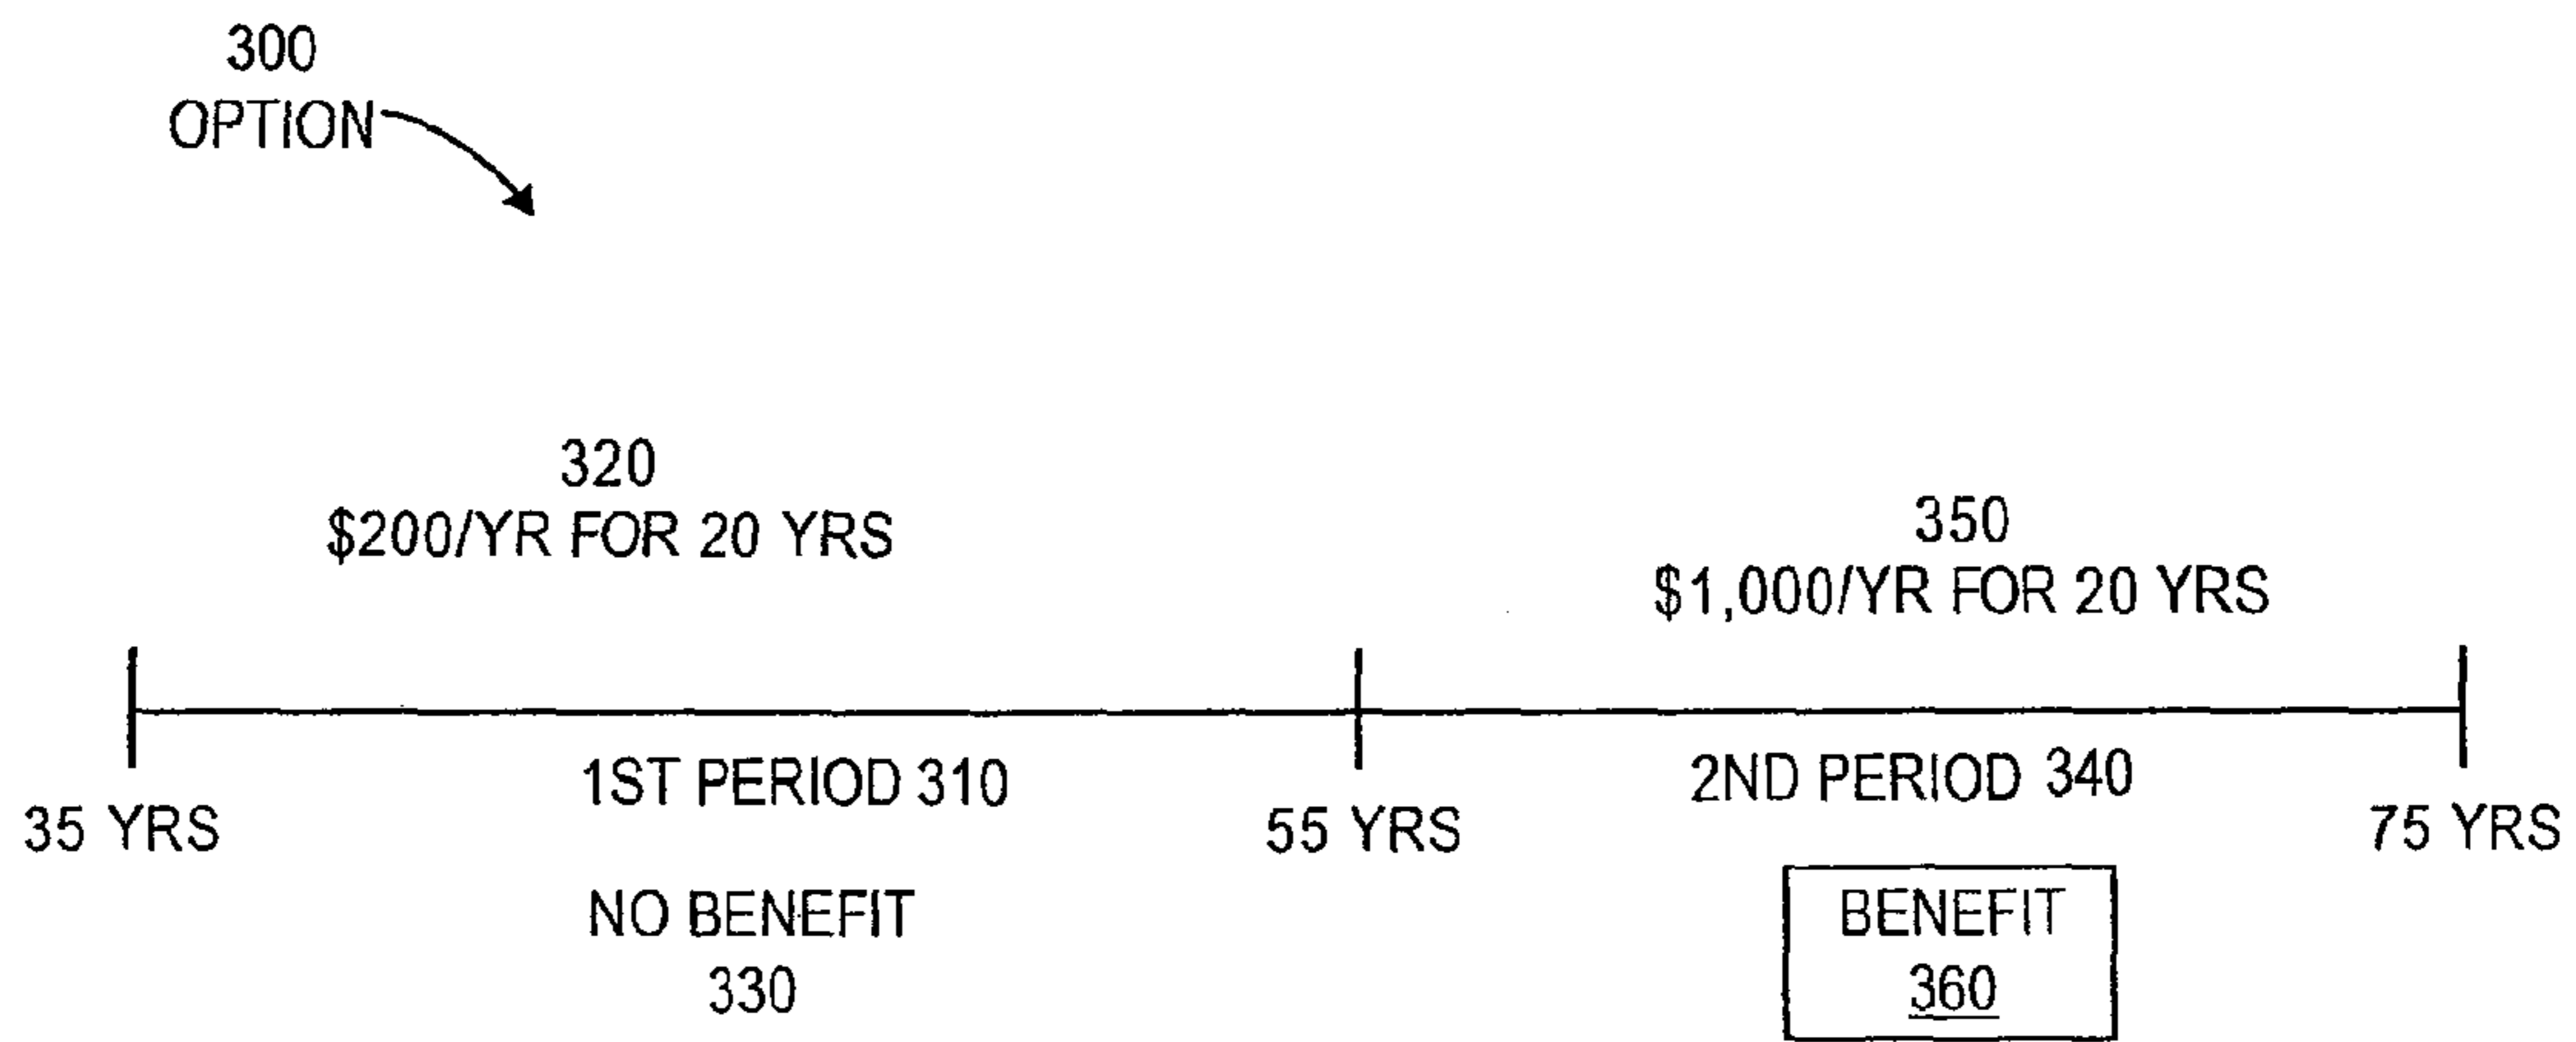 300
OPTION
320
$200/YR FOR 20 YRS
350
$1,000/YR FOR 20 YRS
1ST PERIOD 310
2ND PERIOD 340
35 YRS
55 YRS
75 YRS
NO BENEFIT
330
BENEFIT
360